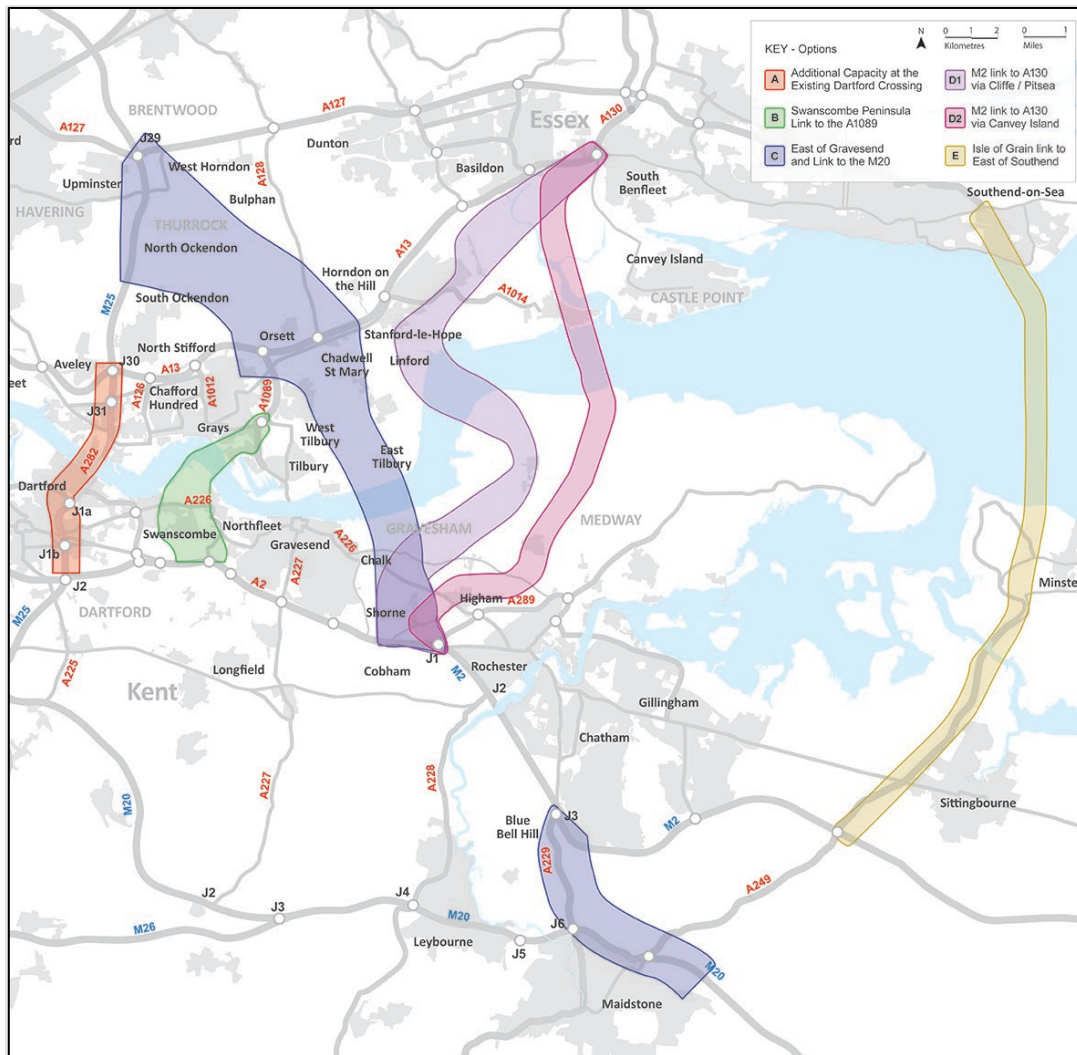 N
0 1 2
Kilometres
0 1
Miles
KEY - Options
A Additional Capacity at the
Existing Dartford Crossing
B Swanscombe Peninsula
Link to the A1089
C East of Gravesend
and Link to the M20
D1 M2 link to A130
via Cliffe / Pitsea
D2 M2 link to A130
via Canvey Island
E Isle of Grain link to
East of Southend
BRENTWOOD
A127
A127
J29
West Horndon
Upminster
HAVERING
rd
THURROCK
A128
Bulphan
Dunton
Essex
A130
Basildon
South
Benfleet
Southend-on-Sea
North Ockendon
Horndon on
the Hill
A13
Canvey Island
CASTLE POINT
A1014
South Ockendon
M25
Orsett
Stanford-le-Hope
Linford
North Stifford
Aveley
J30
A13
eet
A126
Chafford
Hundred
A1012
A1089
Chadwell
St Mary
J31
Grays
West
Tilbury
Tilbury
East
Tilbury
A282
Dartford
J1a
A226
Swanscombe
Northfleet
Gravesend
A226
GRAVESHAM
MEDWAY
Chalk
J1b
J2
A2
A227
Shorne
Higham
A289
Minste
M25
DARTFORD
A225
Longfield
Cobham
J1
M2
Rochester
J2
Kent
Gillingham
Chatham
A228
A227
M20
Blue
Bell Hill
J3
M2
Sittingbourne
A229
A249
J2
J3
J4
M20
M26
Leybourne
J5
J6
M20
Maidstone